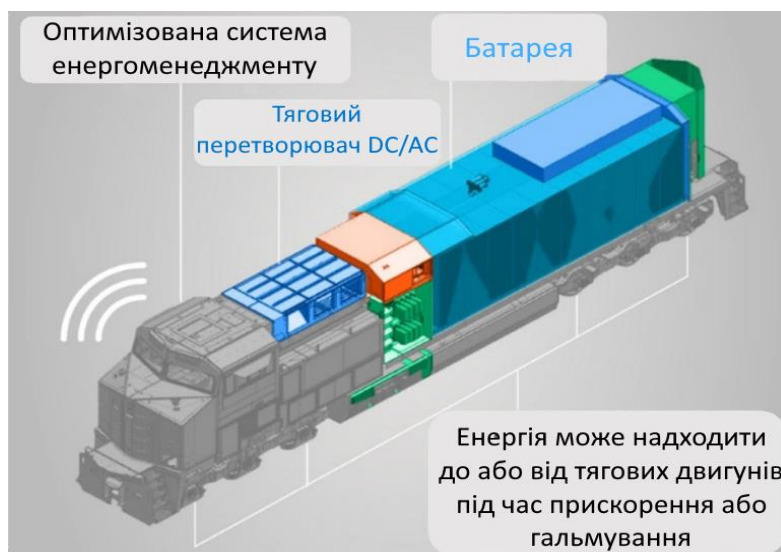 Оптимізована система
енергоменеджменту
Батарея
Тяговий
перетворювач DC/AC
Енергія може надходити
до або від тягових двигунів
під час прискорення або
гальмування